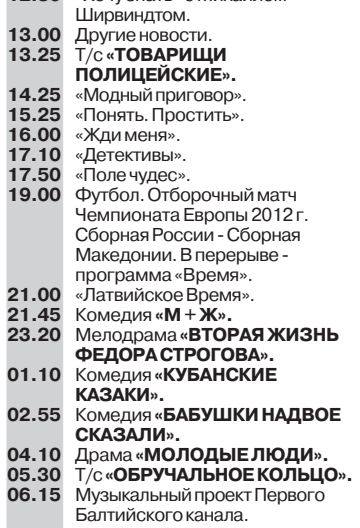 Ширвиндтом.
13.00 Другие новости.
13.25 Т/с «ТОВАРИЩИ
ПОЛИЦЕЙСКИЕ».
14.25 «Модный приговор».
15.25 «Понять. Простить».
16.00 «Жди меня».
17.10 «Детективы».
17.50 «Поле чудес».
19.00 Футбол. Отборочный матч
Чемпионата Европы 2012 г.
Сборная России - Сборная
Македонии. В перерыве -
программа «Время».
21.00 «Латвийское Время».
21.45 Комедия «М + Ж».
23.20 Мелодрама «ВТОРАЯ ЖИЗНЬ
ФЕДОРА СТРОГОВА».
01.10 Комедия «КУБАНСКИЕ
КАЗАКИ».
02.55 Комедия «БАБУШКИ НАДВОЕ
СКАЗАЛИ».
04.10 Драма «МОЛОДЫЕ ЛЮДИ».
05.30 Т/с «ОБРУЧАЛЬНОЕ КОЛЬЦО».
06.15 Музыкальный проект Первого
Балтийского канала.